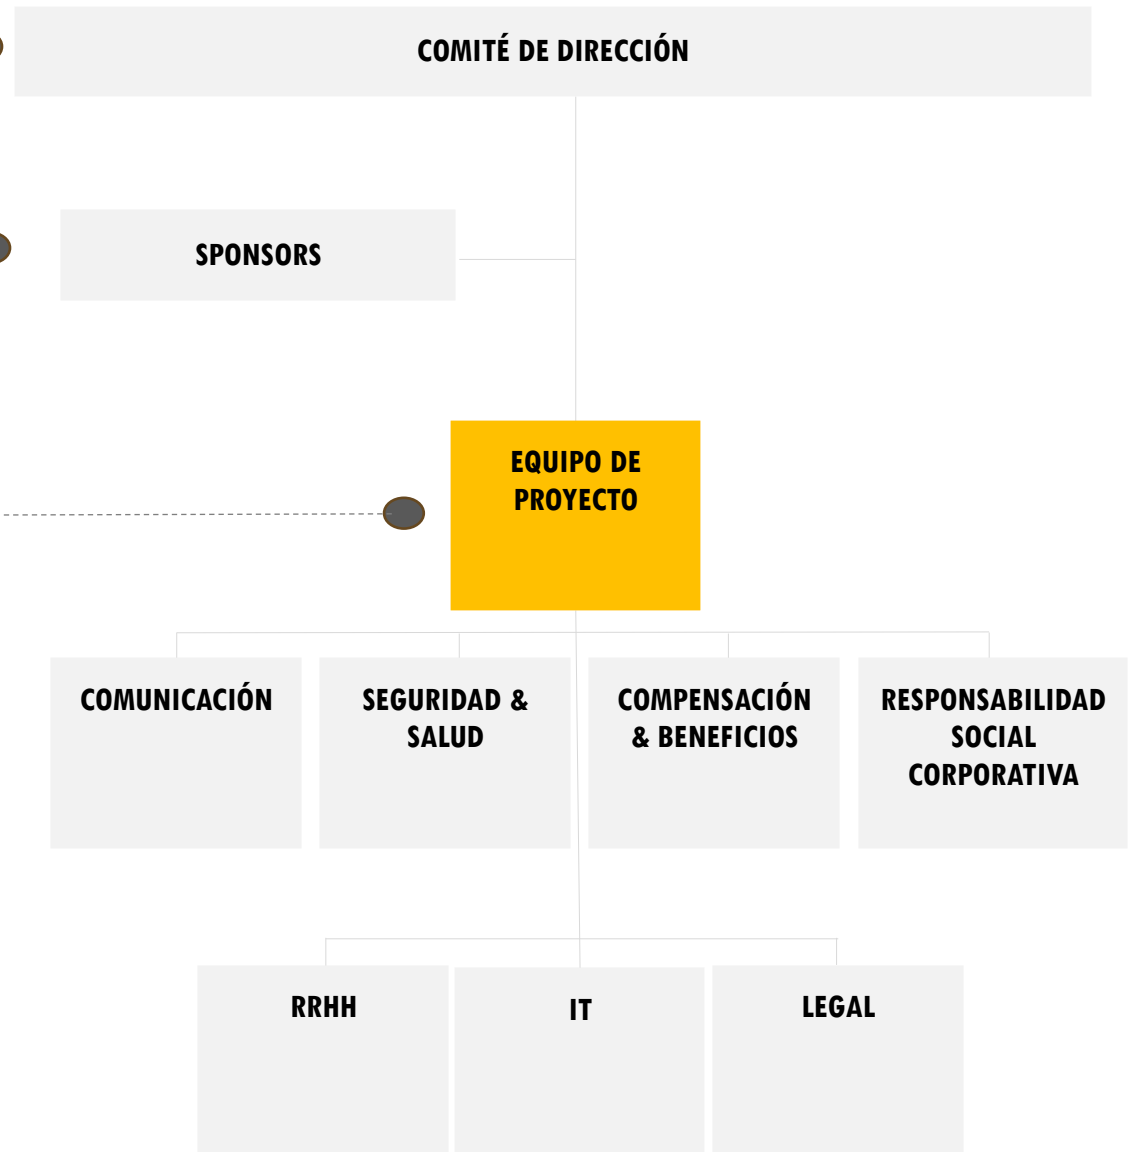 COMITÉ DE DIRECCIÓN
SPONSORS
EQUIPO DE
PROYECTO
COMUNICACIÓN
SEGURIDAD &
SALUD
COMPENSACIÓN
& BENEFICIOS
RESPONSABILIDAD
SOCIAL
CORPORATIVA
RRHH
IT
LEGAL